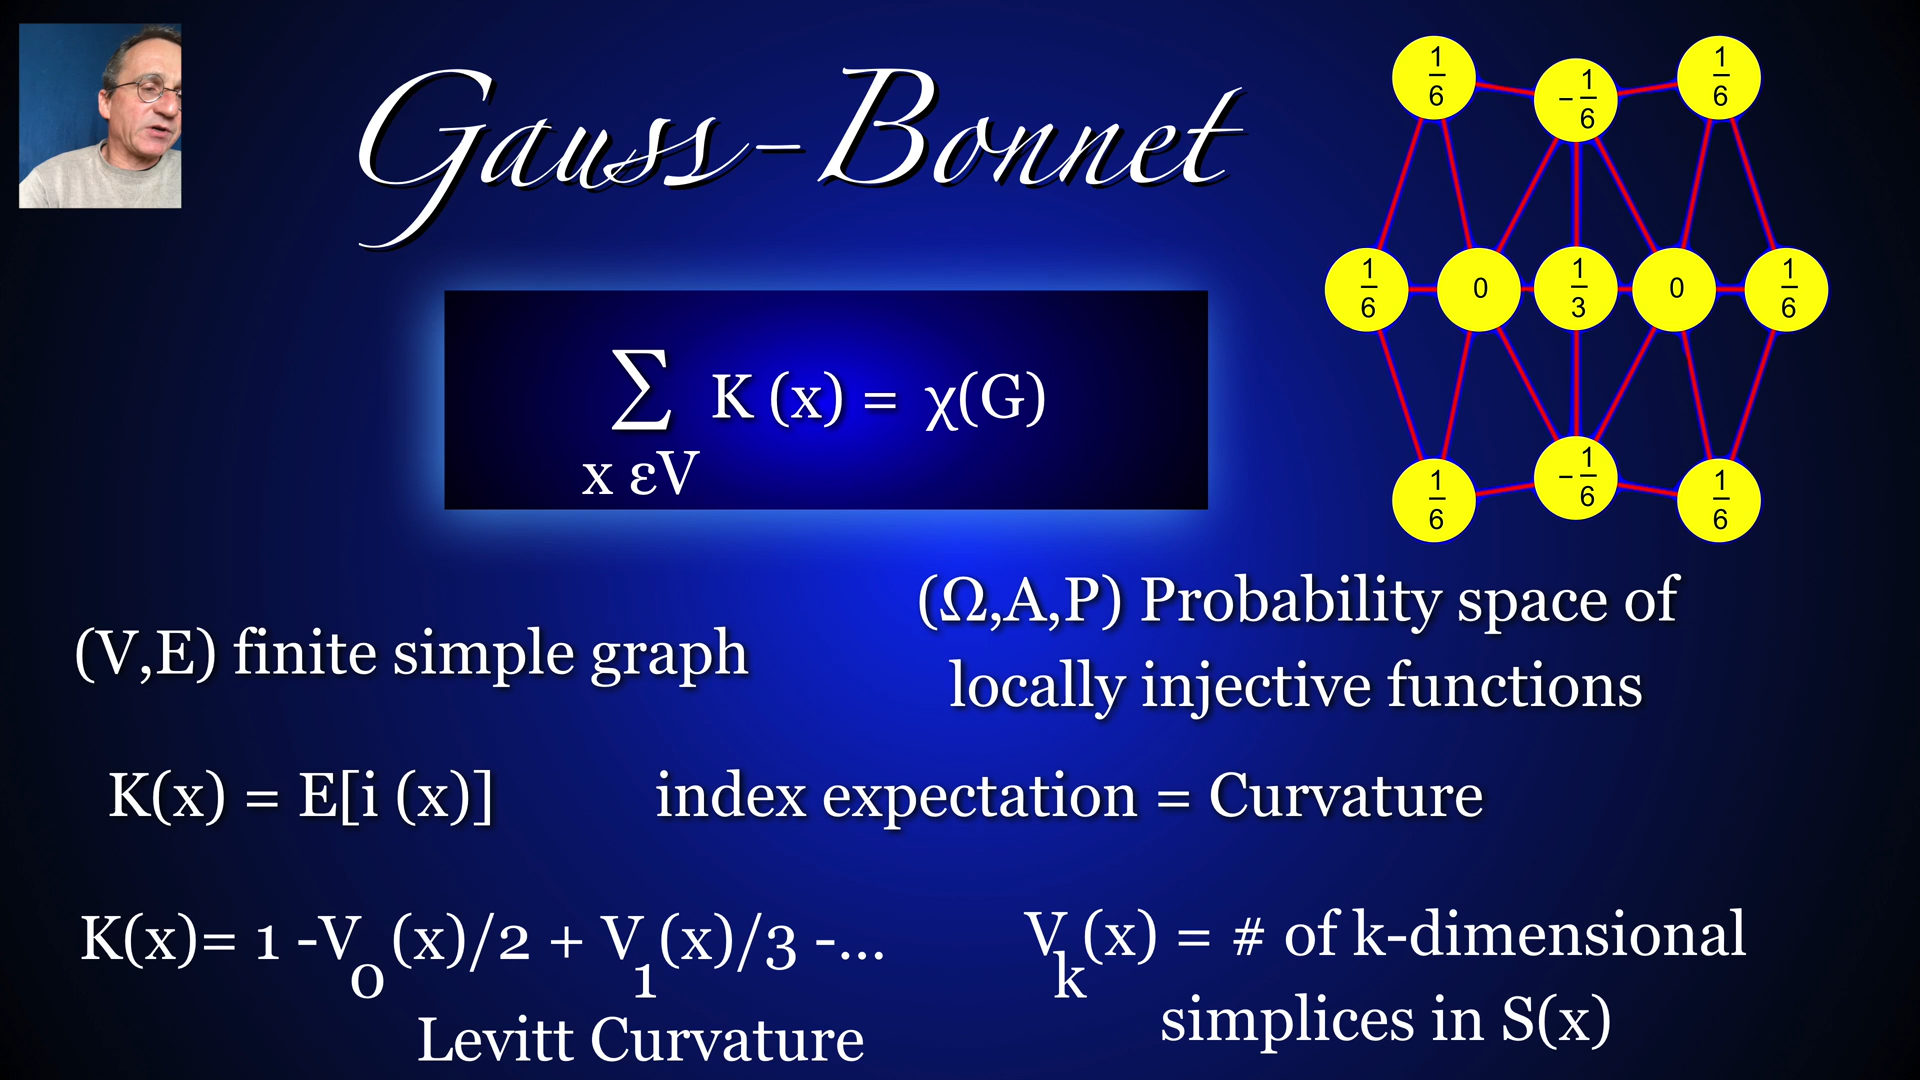 Gauss-Bonnet
∑ K (x) = χ(G)
x εV
1/6 -1/6 1/6
1/6 0 1/3 0 1/6
1/6 -1/6 1/6
(V,E) finite simple graph
(Ω,A,P) Probability space of
locally injective functions
K(x) = E[i (x)]
index expectation = Curvature
K(x)= 1 -V₀(x)/2 + V₁(x)/3 -...
Levitt Curvature
Vₖ(x) = # of k-dimensional
simplices in S(x)